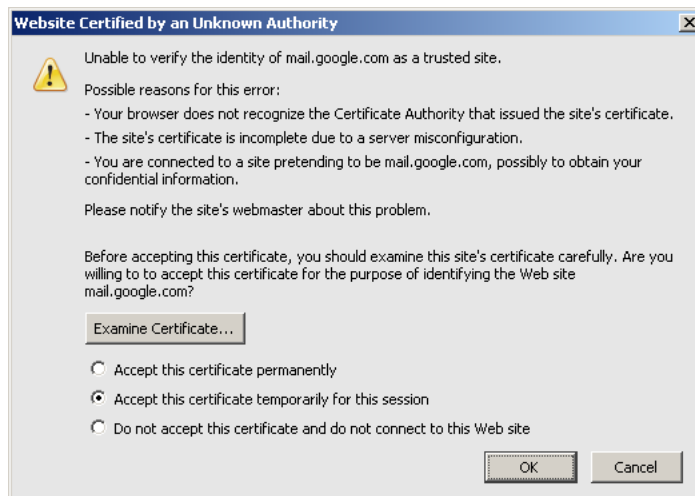 Website Certified by an Unknown Authority
Unable to verify the identity of mail.google.com as a trusted site.
Possible reasons for this error:
- Your browser does not recognize the Certificate Authority that issued the site's certificate.
- The site's certificate is incomplete due to a server misconfiguration.
- You are connected to a site pretending to be mail.google.com, possibly to obtain your
confidential information.
Please notify the site's webmaster about this problem.
Before accepting this certificate, you should examine this site's certificate carefully. Are you
willing to to accept this certificate for the purpose of identifying the Web site
mail.google.com?
Examine Certificate...
Accept this certificate permanently
Accept this certificate temporarily for this session
Do not accept this certificate and do not connect to this Web site
OK Cancel